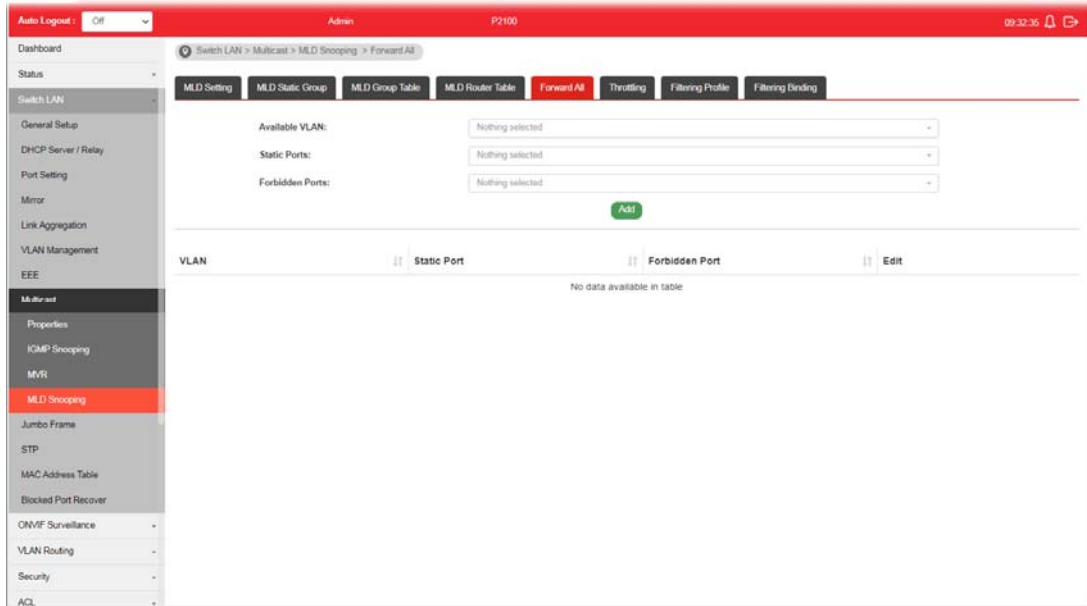 Auto Logout : Off Admin P2100 09:32:35
Dashboard
Status
Switch LAN
General Setup
DHCP Server / Relay
Port Setting
Mirror
Link Aggregation
VLAN Management
EEE
Multicast
Properties
IGMP Snooping
MVR
MLD Snooping
Jumbo Frame
STP
MAC Address Table
Blocked Port Recover
ONVIF Surveillance
VLAN Routing
Security
ACL
Switch LAN > Multicast > MLD Snooping > Forward All
MLD Setting MLD Static Group MLD Group Table MLD Router Table Forward All Throttling Filtering Profile Filtering Binding
Available VLAN: Nothing selected
Static Ports: Nothing selected
Forbidden Ports: Nothing selected
Add
VLAN Static Port Forbidden Port Edit
No data available in table